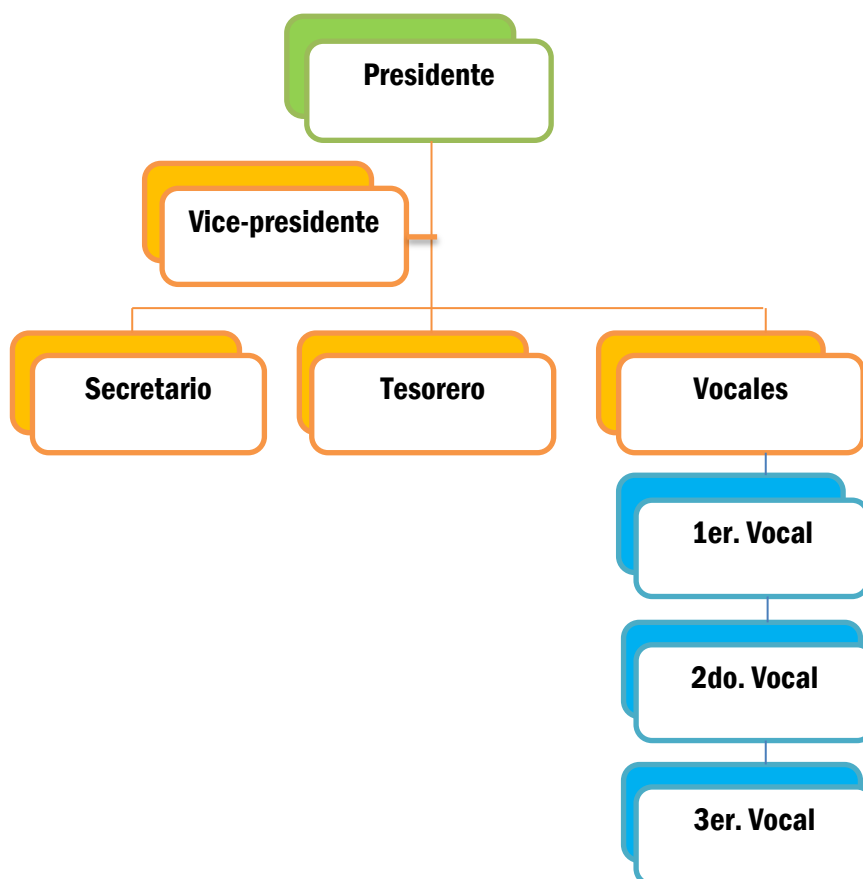 Presidente
Vice-presidente
Secretario
Tesorero
Vocales
1er. Vocal
2do. Vocal
3er. Vocal